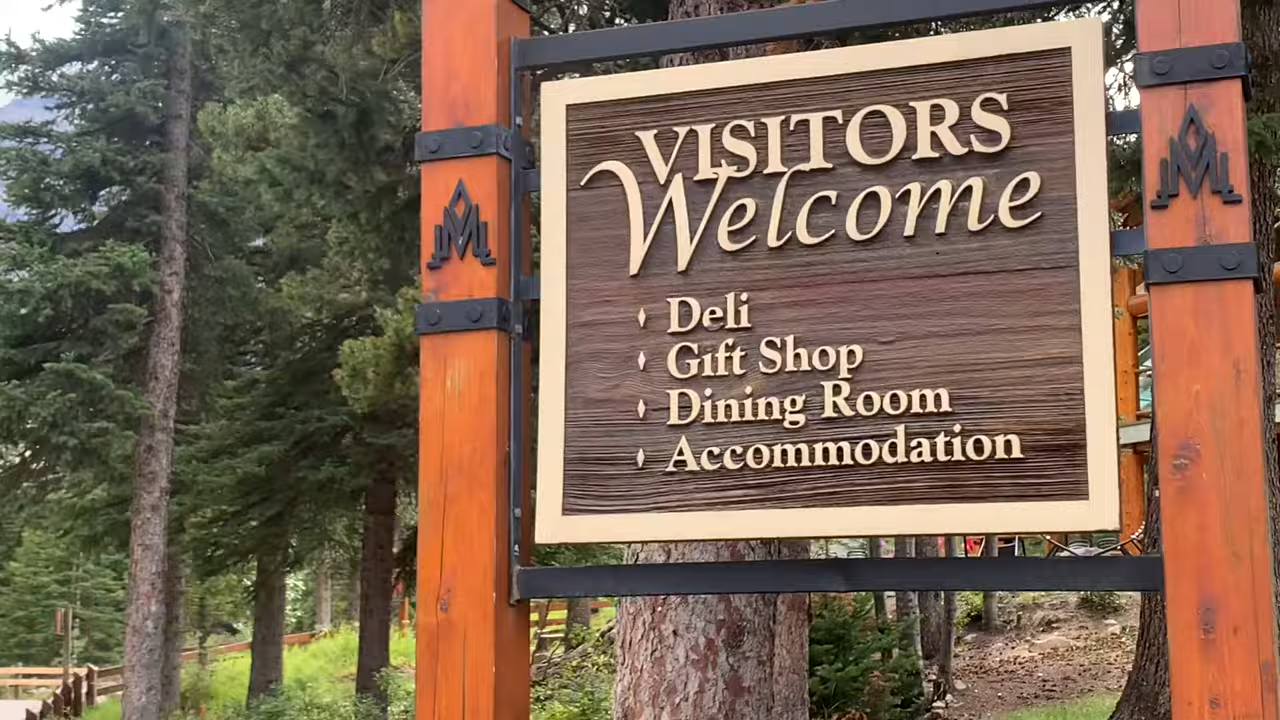 VISITORS
Welcome
Deli
Gift Shop
Dining Room
Accommodation